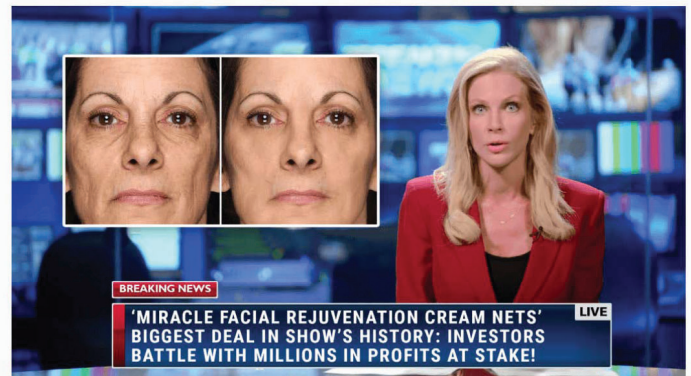 BREAKING NEWS
LIVE
‘MIRACLE FACIAL REJUVENATION CREAM NETS’
BIGGEST DEAL IN SHOW’S HISTORY: INVESTORS
BATTLE WITH MILLIONS IN PROFITS AT STAKE!